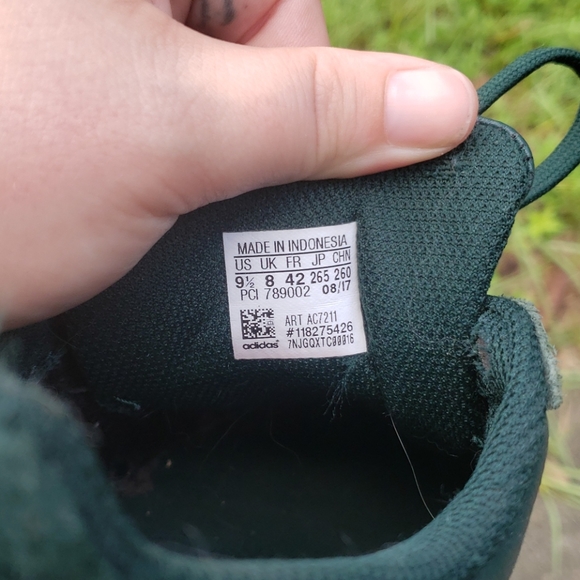 MADE IN INDONESIA
US UK FR JP CHN
9½ 8 42 265 260
PCI 789002 08/17
ART AC7211
#118275426
adidas 7NJGQXTC00016